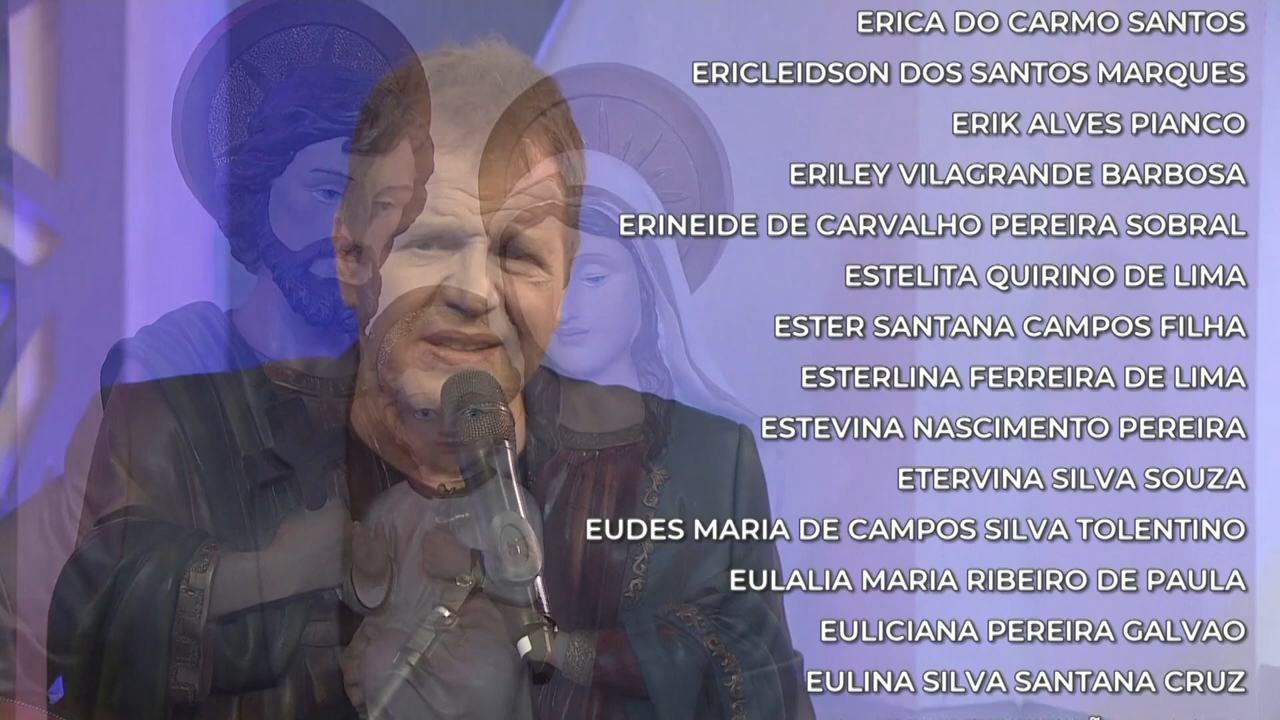 ERICA DO CARMO SANTOS
ERICLEIDSON DOS SANTOS MARQUES
ERIK ALVES PIANCO
ERILEY VILAGRANDE BARBOSA
ERINEIDE DE CARVALHO PEREIRA SOBRAL
ESTELITA QUIRINO DE LIMA
ESTER SANTANA CAMPOS FILHA
ESTERLINA FERREIRA DE LIMA
ESTEVINA NASCIMENTO PEREIRA
ETERVINA SILVA SOUZA
EUDES MARIA DE CAMPOS SILVA TOLENTINO
EULALIA MARIA RIBEIRO DE PAULA
EULICIANA PEREIRA GALVAO
EULINA SILVA SANTANA CRUZ